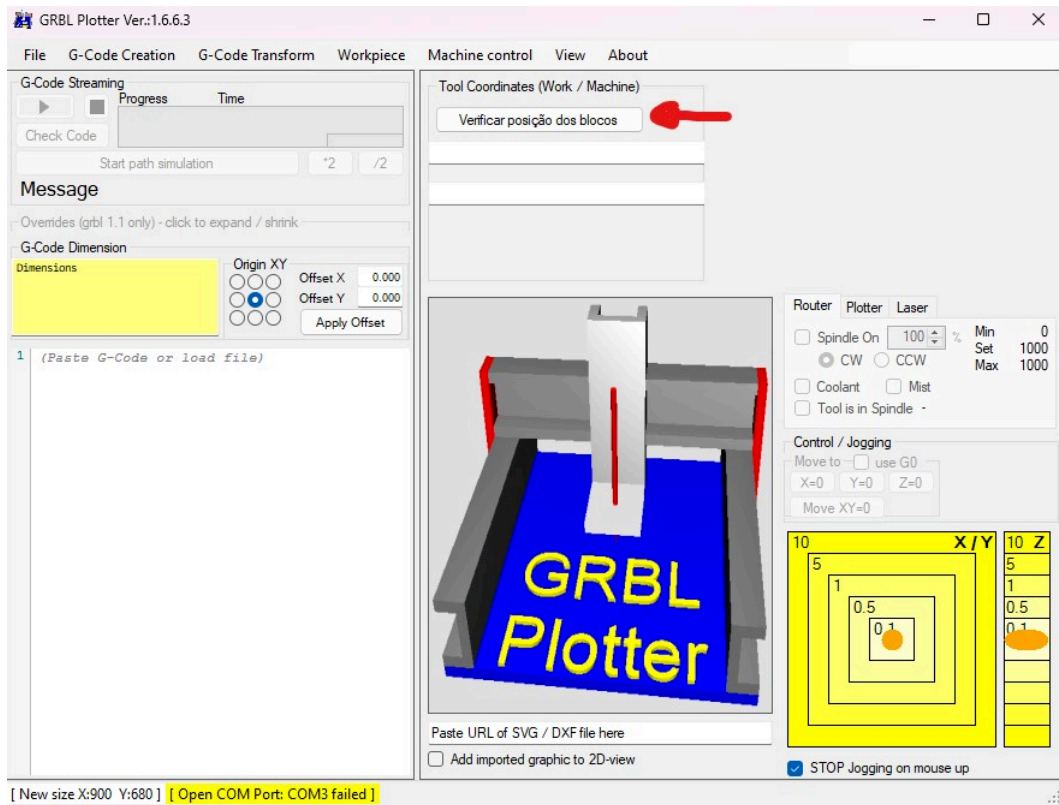 GRBL Plotter Ver.:1.6.6.3
File G-Code Creation G-Code Transform Workpiece Machine control View About
G-Code Streaming
Progress Time
Check Code
Start path simulation *2 /2
Message
Overrides (grbl 1.1 only) - click to expand / shrink
G-Code Dimension
Dimensions
Origin XY
Offset X 0.000
Offset Y 0.000
Apply Offset
1 (Paste G-Code or load file)
Tool Coordinates (Work / Machine)
Verificar posição dos blocos
GRBL
Plotter
Paste URL of SVG / DXF file here
Add imported graphic to 2D-view
Router Plotter Laser
Spindle On 100 % Min 0
CW CCW Set 1000
Max 1000
Coolant Mist
Tool is in Spindle -
Control / Jogging
Move to use G0
X=0 Y=0 Z=0
Move XY=0
10 X / Y 10 Z
5 5
1 1
0.5 0.5
0.1 0.1
STOP Jogging on mouse up
[ New size X:900 Y:680 ] [ Open COM Port: COM3 failed ]